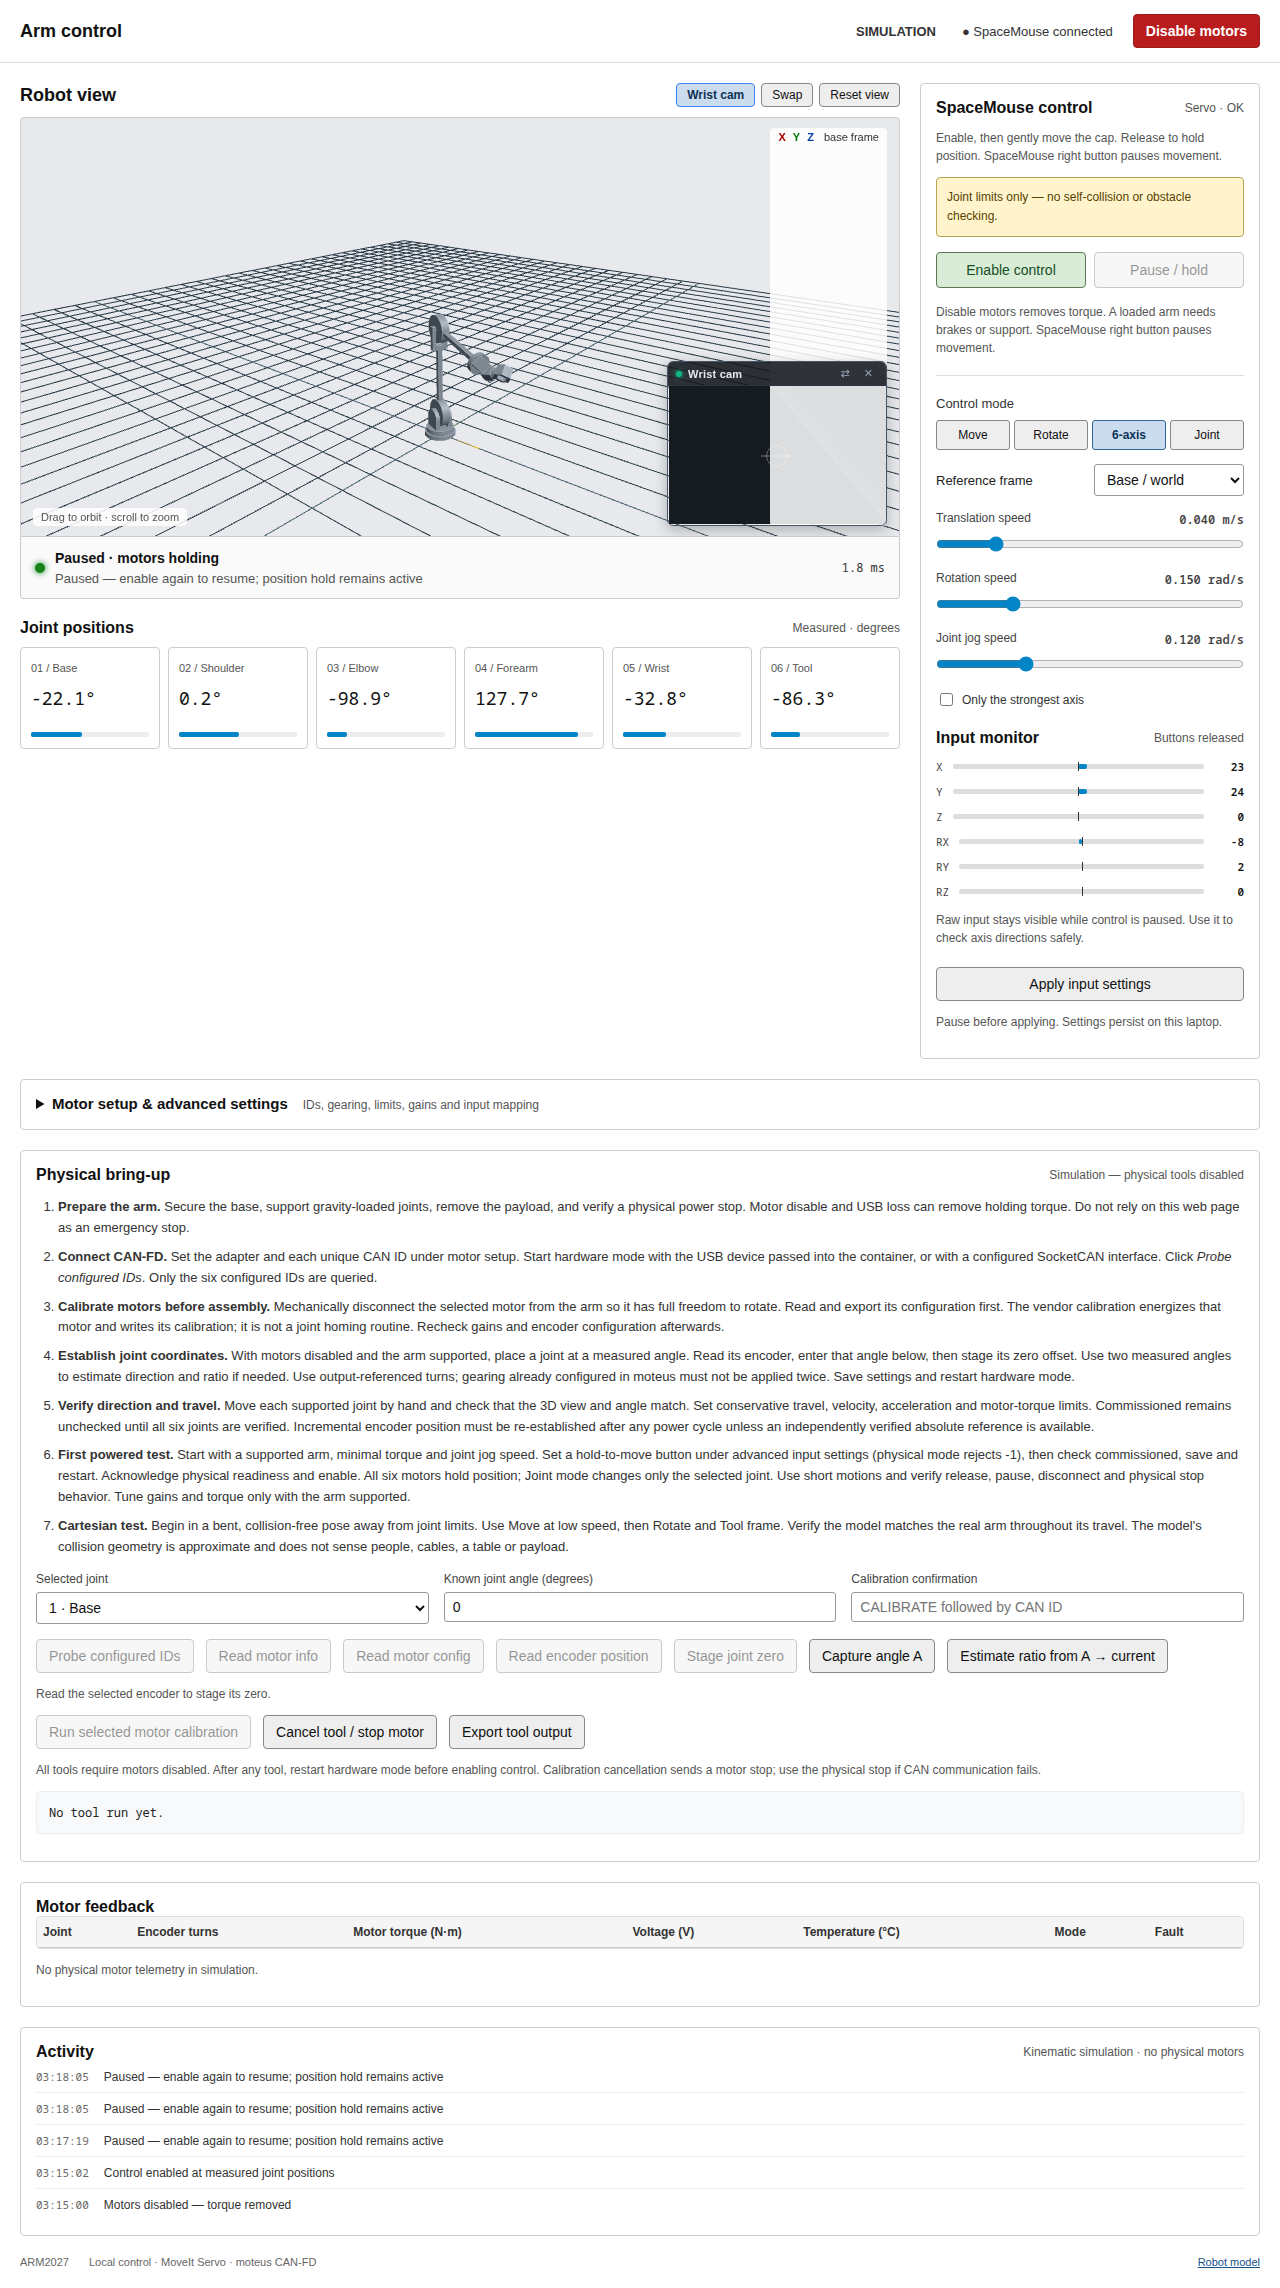 Arm control
SIMULATION
● SpaceMouse connected
Disable motors
Robot view
Wrist cam
Swap
Reset view
X Y Z base frame
Wrist cam
Drag to orbit · scroll to zoom
Paused · motors holding
Paused — enable again to resume; position hold remains active
1.8 ms
Joint positions
Measured · degrees
01 / Base
-22.1°
02 / Shoulder
0.2°
03 / Elbow
-98.9°
04 / Forearm
127.7°
05 / Wrist
-32.8°
06 / Tool
-86.3°
SpaceMouse control
Servo · OK
Enable, then gently move the cap. Release to hold
position. SpaceMouse right button pauses movement.
Joint limits only — no self-collision or obstacle
checking.
Enable control
Pause / hold
Disable motors removes torque. A loaded arm needs
brakes or support. SpaceMouse right button pauses
movement.
Control mode
Move
Rotate
6-axis
Joint
Reference frame
Base / world
Translation speed
0.040 m/s
Rotation speed
0.150 rad/s
Joint jog speed
0.120 rad/s
Only the strongest axis
Input monitor
Buttons released
X 23
Y 24
Z 0
RX -8
RY 2
RZ 0
Raw input stays visible while control is paused. Use it to
check axis directions safely.
Apply input settings
Pause before applying. Settings persist on this laptop.
Motor setup & advanced settings
IDs, gearing, limits, gains and input mapping
Physical bring-up
Simulation — physical tools disabled
1. Prepare the arm. Secure the base, support gravity-loaded joints, remove the payload, and verify a physical power stop. Motor disable and USB loss can remove holding torque. Do not rely on this web page
as an emergency stop.
2. Connect CAN-FD. Set the adapter and each unique CAN ID under motor setup. Start hardware mode with the USB device passed into the container, or with a configured SocketCAN interface. Click Probe
configured IDs. Only the six configured IDs are queried.
3. Calibrate motors before assembly. Mechanically disconnect the selected motor from the arm so it has full freedom to rotate. Read and export its configuration first. The vendor calibration energizes that
motor and writes its calibration; it is not a joint homing routine. Recheck gains and encoder configuration afterwards.
4. Establish joint coordinates. With motors disabled and the arm supported, place a joint at a measured angle. Read its encoder, enter that angle below, then stage its zero offset. Use two measured angles
to estimate direction and ratio if needed. Use output-referenced turns; gearing already configured in moteus must not be applied twice. Save settings and restart hardware mode.
5. Verify direction and travel. Move each supported joint by hand and check that the 3D view and angle match. Set conservative travel, velocity, acceleration and motor-torque limits. Commissioned remains
unchecked until all six joints are verified. Incremental encoder position must be re-established after any power cycle unless an independently verified absolute reference is available.
6. First powered test. Start with a supported arm, minimal torque and joint jog speed. Set a hold-to-move button under advanced input settings (physical mode rejects -1), then check commissioned, save and
restart. Acknowledge physical readiness and enable. All six motors hold position; Joint mode changes only the selected joint. Use short motions and verify release, pause, disconnect and physical stop
behavior. Tune gains and torque only with the arm supported.
7. Cartesian test. Begin in a bent, collision-free pose away from joint limits. Use Move at low speed, then Rotate and Tool frame. Verify the model matches the real arm throughout its travel. The model's
collision geometry is approximate and does not sense people, cables, a table or payload.
Selected joint
1 · Base
Known joint angle (degrees)
0
Calibration confirmation
CALIBRATE followed by CAN ID
Probe configured IDs
Read motor info
Read motor config
Read encoder position
Stage joint zero
Capture angle A
Estimate ratio from A → current
Read the selected encoder to stage its zero.
Run selected motor calibration
Cancel tool / stop motor
Export tool output
All tools require motors disabled. After any tool, restart hardware mode before enabling control. Calibration cancellation sends a motor stop; use the physical stop if CAN communication fails.
No tool run yet.
Motor feedback
Joint Encoder turns Motor torque (N·m) Voltage (V) Temperature (°C) Mode Fault
No physical motor telemetry in simulation.
Activity
Kinematic simulation · no physical motors
03:18:05 Paused — enable again to resume; position hold remains active
03:18:05 Paused — enable again to resume; position hold remains active
03:17:19 Paused — enable again to resume; position hold remains active
03:15:02 Control enabled at measured joint positions
03:15:00 Motors disabled — torque removed
ARM2027 Local control · MoveIt Servo · moteus CAN-FD
Robot model